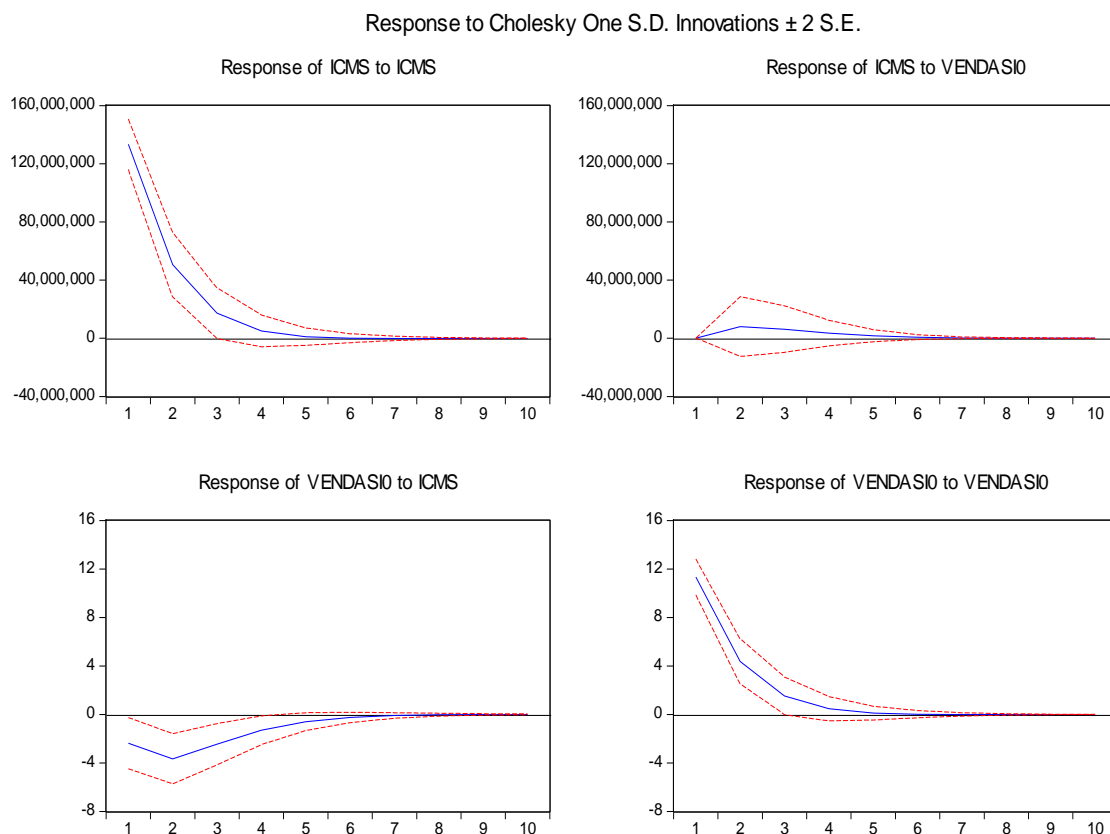 Response to Cholesky One S.D. Innovations ± 2 S.E.
Response of ICMS to ICMS
160,000,000
120,000,000
80,000,000
40,000,000
0
-40,000,000
1 2 3 4 5 6 7 8 9 10
Response of ICMS to VENDASI0
160,000,000
120,000,000
80,000,000
40,000,000
0
-40,000,000
1 2 3 4 5 6 7 8 9 10
Response of VENDASI0 to ICMS
16
12
8
4
0
-4
-8
1 2 3 4 5 6 7 8 9 10
Response of VENDASI0 to VENDASI0
16
12
8
4
0
-4
-8
1 2 3 4 5 6 7 8 9 10